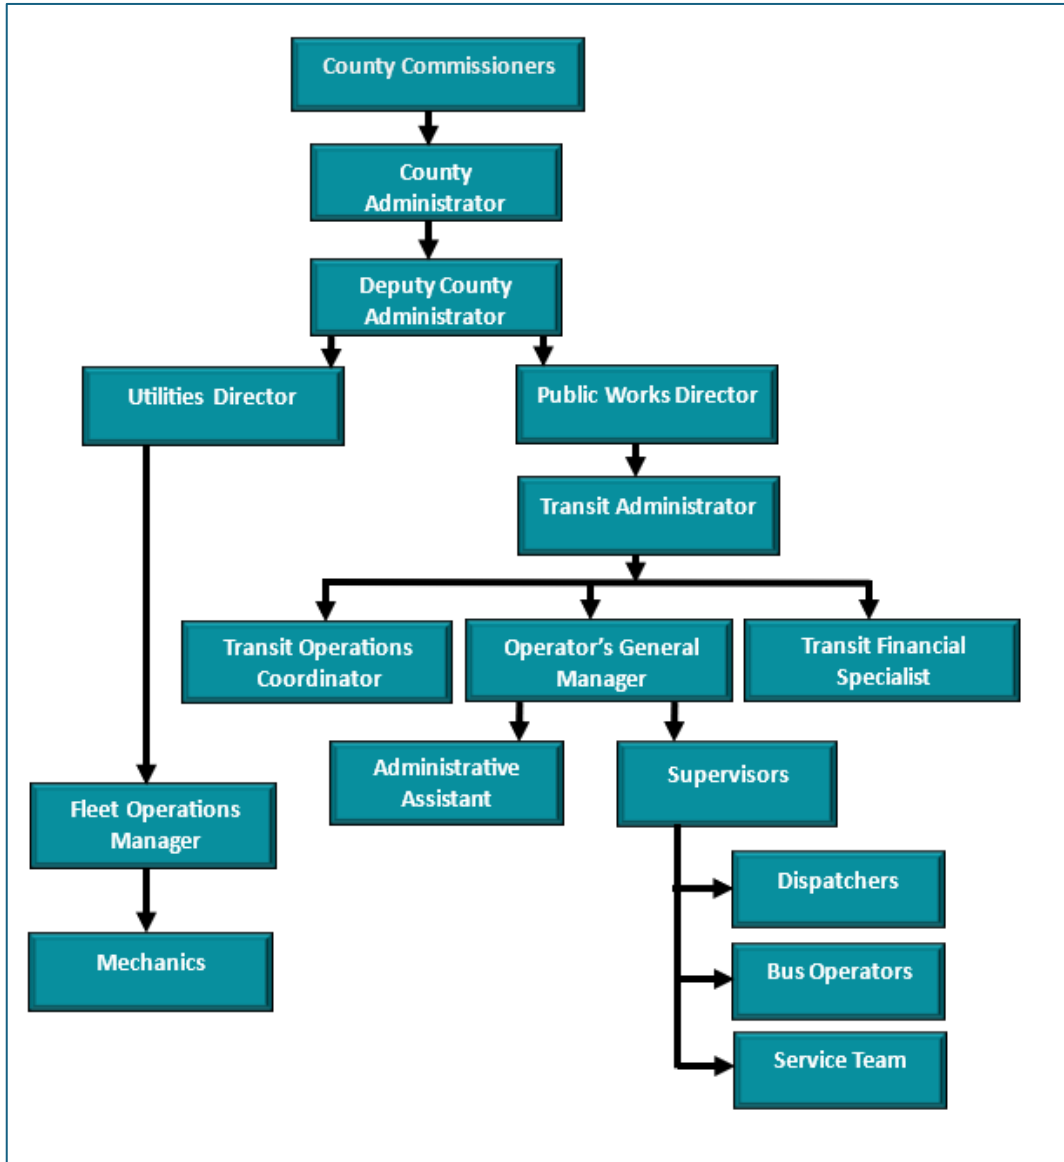 County Commissioners
County
Administrator
Deputy County
Administrator
Utilities Director
Public Works Director
Transit Administrator
Transit Operations
Coordinator
Operator's General
Manager
Transit Financial
Specialist
Administrative
Assistant
Supervisors
Fleet Operations
Manager
Dispatchers
Mechanics
Bus Operators
Service Team